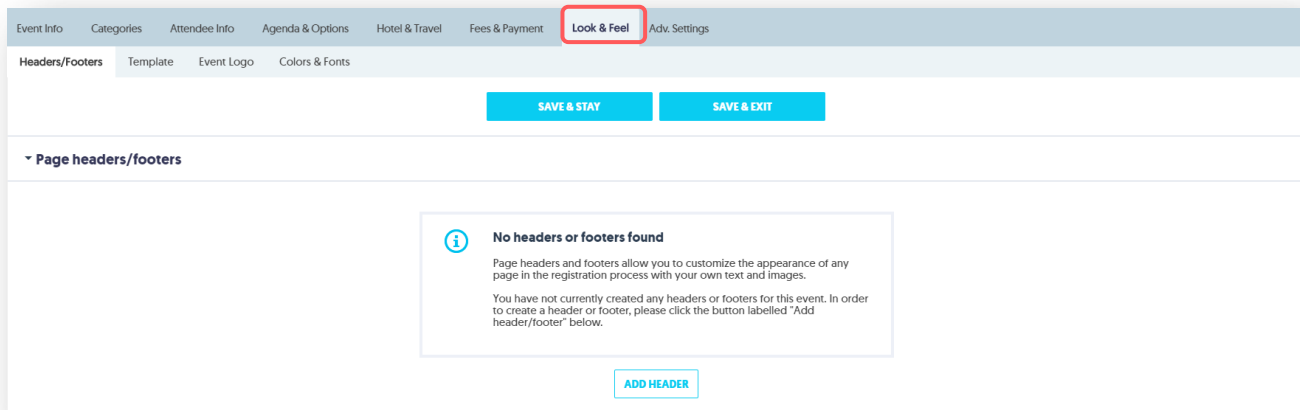 Event Info Categories Attendee Info Agenda & Options Hotel & Travel Fees & Payment Look & Feel Adv. Settings
Headers/Footers Template Event Logo Colors & Fonts
SAVE & STAY SAVE & EXIT
Page headers/footers
No headers or footers found
Page headers and footers allow you to customize the appearance of any
page in the registration process with your own text and images.
You have not currently created any headers or footers for this event. In order
to create a header or footer, please click the button labelled "Add
header/footer" below.
ADD HEADER